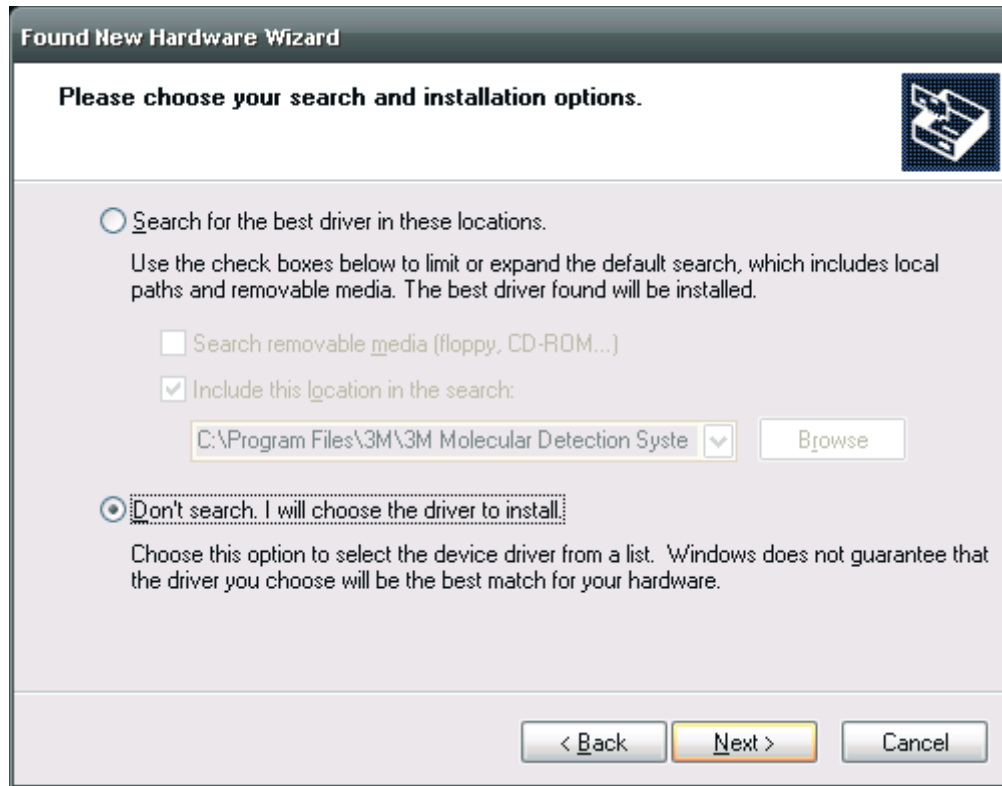 Found New Hardware Wizard
Please choose your search and installation options.
Search for the best driver in these locations.
Use the check boxes below to limit or expand the default search, which includes local
paths and removable media. The best driver found will be installed.
Search removable media (floppy, CD-ROM...)
Include this location in the search:
C:\Program Files\3M\3M Molecular Detection Syste
Browse
Don't search. I will choose the driver to install.
Choose this option to select the device driver from a list. Windows does not guarantee that
the driver you choose will be the best match for your hardware.
< Back Next > Cancel